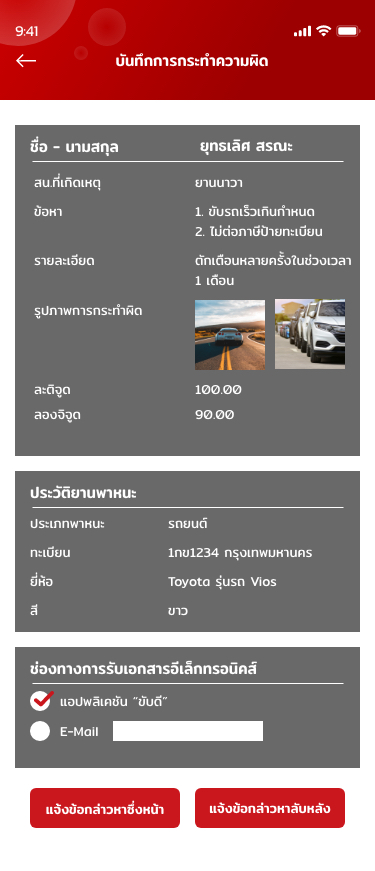 9:41
บันทึกการกระทำความผิด
ชื่อ - นามสกุล ยุทธเลิศ สรณะ
สน.ที่เกิดเหตุ ยานนาวา
ข้อหา 1. ขับรถเร็วเกินกำหนด
2. ไม่ต่อภาษีป้ายทะเบียน
รายละเอียด ตักเตือนหลายครั้งในช่วงเวลา
1 เดือน
รูปภาพการกระทำผิด
ละติจูด 100.00
ลองจิจูด 90.00
ประวัติยานพาหนะ
ประเภทพาหนะ รถยนต์
ทะเบียน 1กข1234 กรุงเทพมหานคร
ยี่ห้อ Toyota รุ่นรถ Vios
สี ขาว
ช่องทางการรับเอกสารอีเล็กทรอนิคส์
แอปพลิเคชัน "ขับดี"
E-Mail
แจ้งข้อกล่าวหาซึ่งหน้า แจ้งข้อกล่าวหาลับหลัง